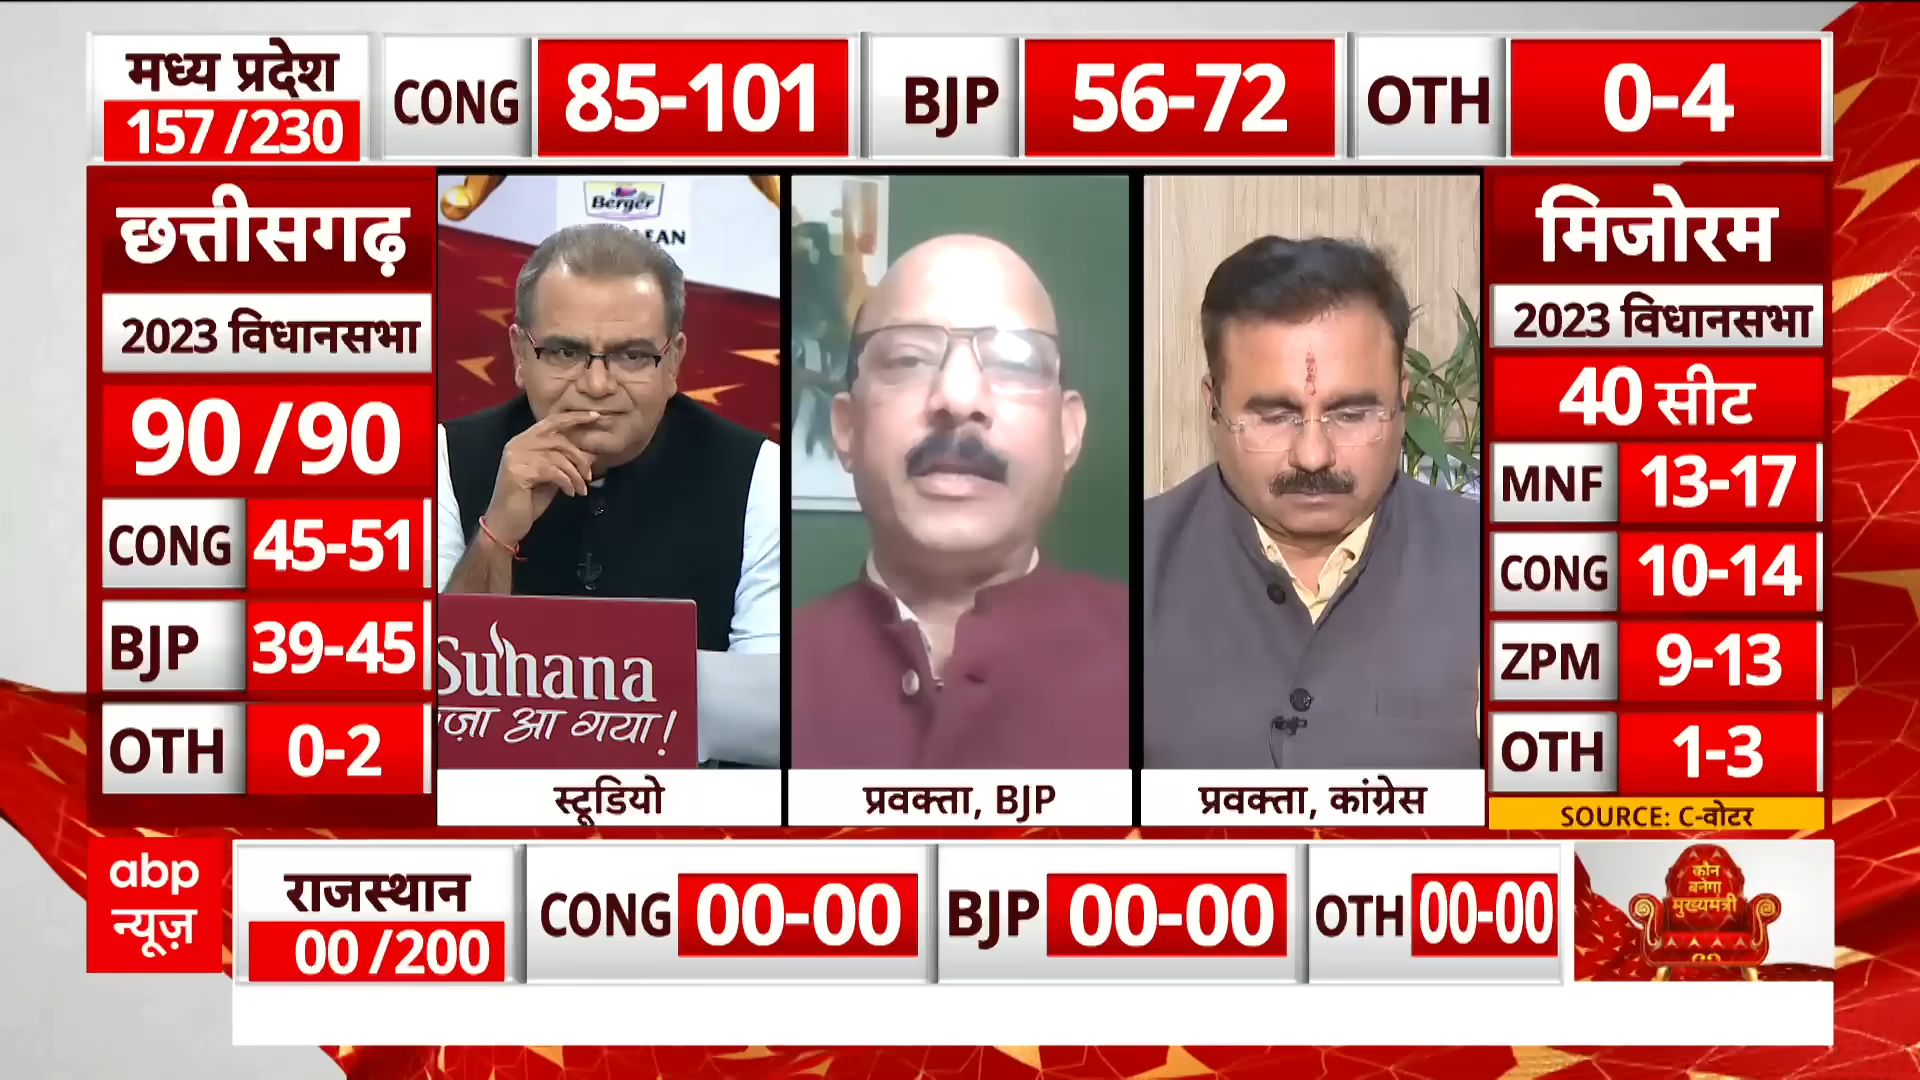 मध्य प्रदेश
157/230
CONG 85-101
BJP 56-72
OTH 0-4
छत्तीसगढ़
2023 विधानसभा
90/90
CONG 45-51
BJP 39-45
OTH 0-2
Berger
EAN
Suhana
ज़ा आ गया!
स्टूडियो
प्रवक्ता, BJP
प्रवक्ता, कांग्रेस
मिजोरम
2023 विधानसभा
40 सीट
MNF 13-17
CONG 10-14
ZPM 9-13
OTH 1-3
SOURCE: C-वोटर
abp
न्यूज़
राजस्थान
00/200
CONG 00-00
BJP 00-00
OTH 00-00
कौन
बनेगा
मुख्यमंत्री